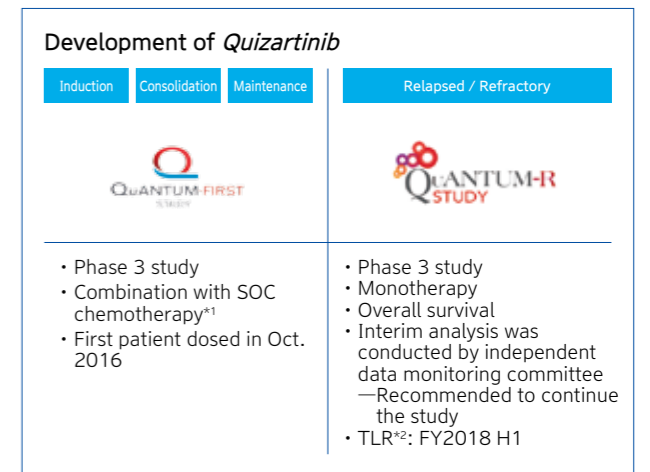 Development of Quizartinib
Induction
Consolidation
Maintenance
Relapsed / Refractory
QuANTUM-FIRST
STUDY
QuANTUM-R
STUDY
・Phase 3 study
・Combination with SOC
chemotherapy*1
・First patient dosed in Oct.
2016
・Phase 3 study
・Monotherapy
・Overall survival
・Interim analysis was
conducted by independent
data monitoring committee
—Recommended to continue
the study
・TLR*2: FY2018 H1